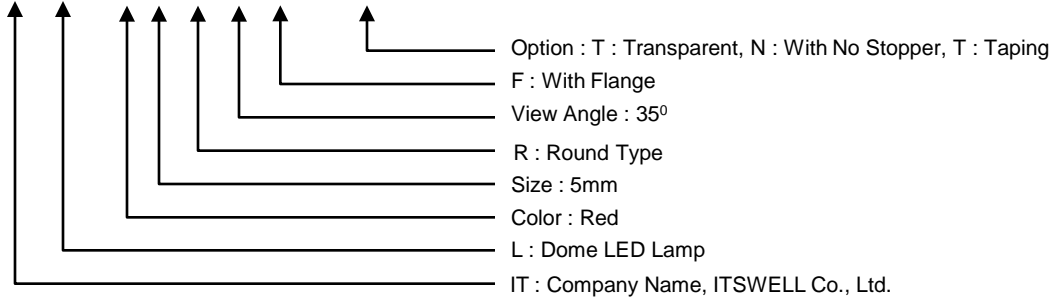 Option : T : Transparent, N : With No Stopper, T : Taping
F : With Flange
View Angle : 35⁰
R : Round Type
Size : 5mm
Color : Red
L : Dome LED Lamp
IT : Company Name, ITSWELL Co., Ltd.